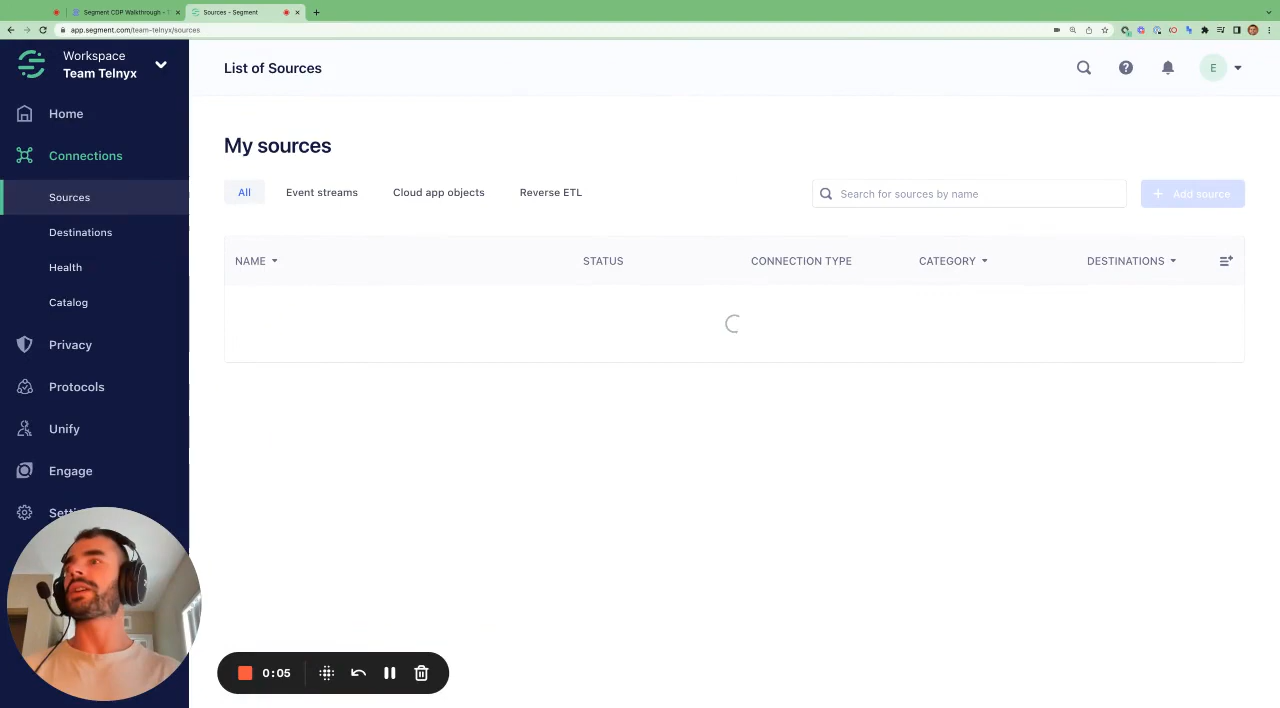 Segment CDP Walkthrough -
Sources - Segment
app.segment.com/team-telnyx/sources
Workspace
Team Telnyx
List of Sources
E
Home
Connections
Sources
Destinations
Health
Catalog
Privacy
Protocols
Unify
Engage
My sources
All
Event streams
Cloud app objects
Reverse ETL
Search for sources by name
+ Add source
NAME
STATUS
CONNECTION TYPE
CATEGORY
DESTINATIONS
0:05